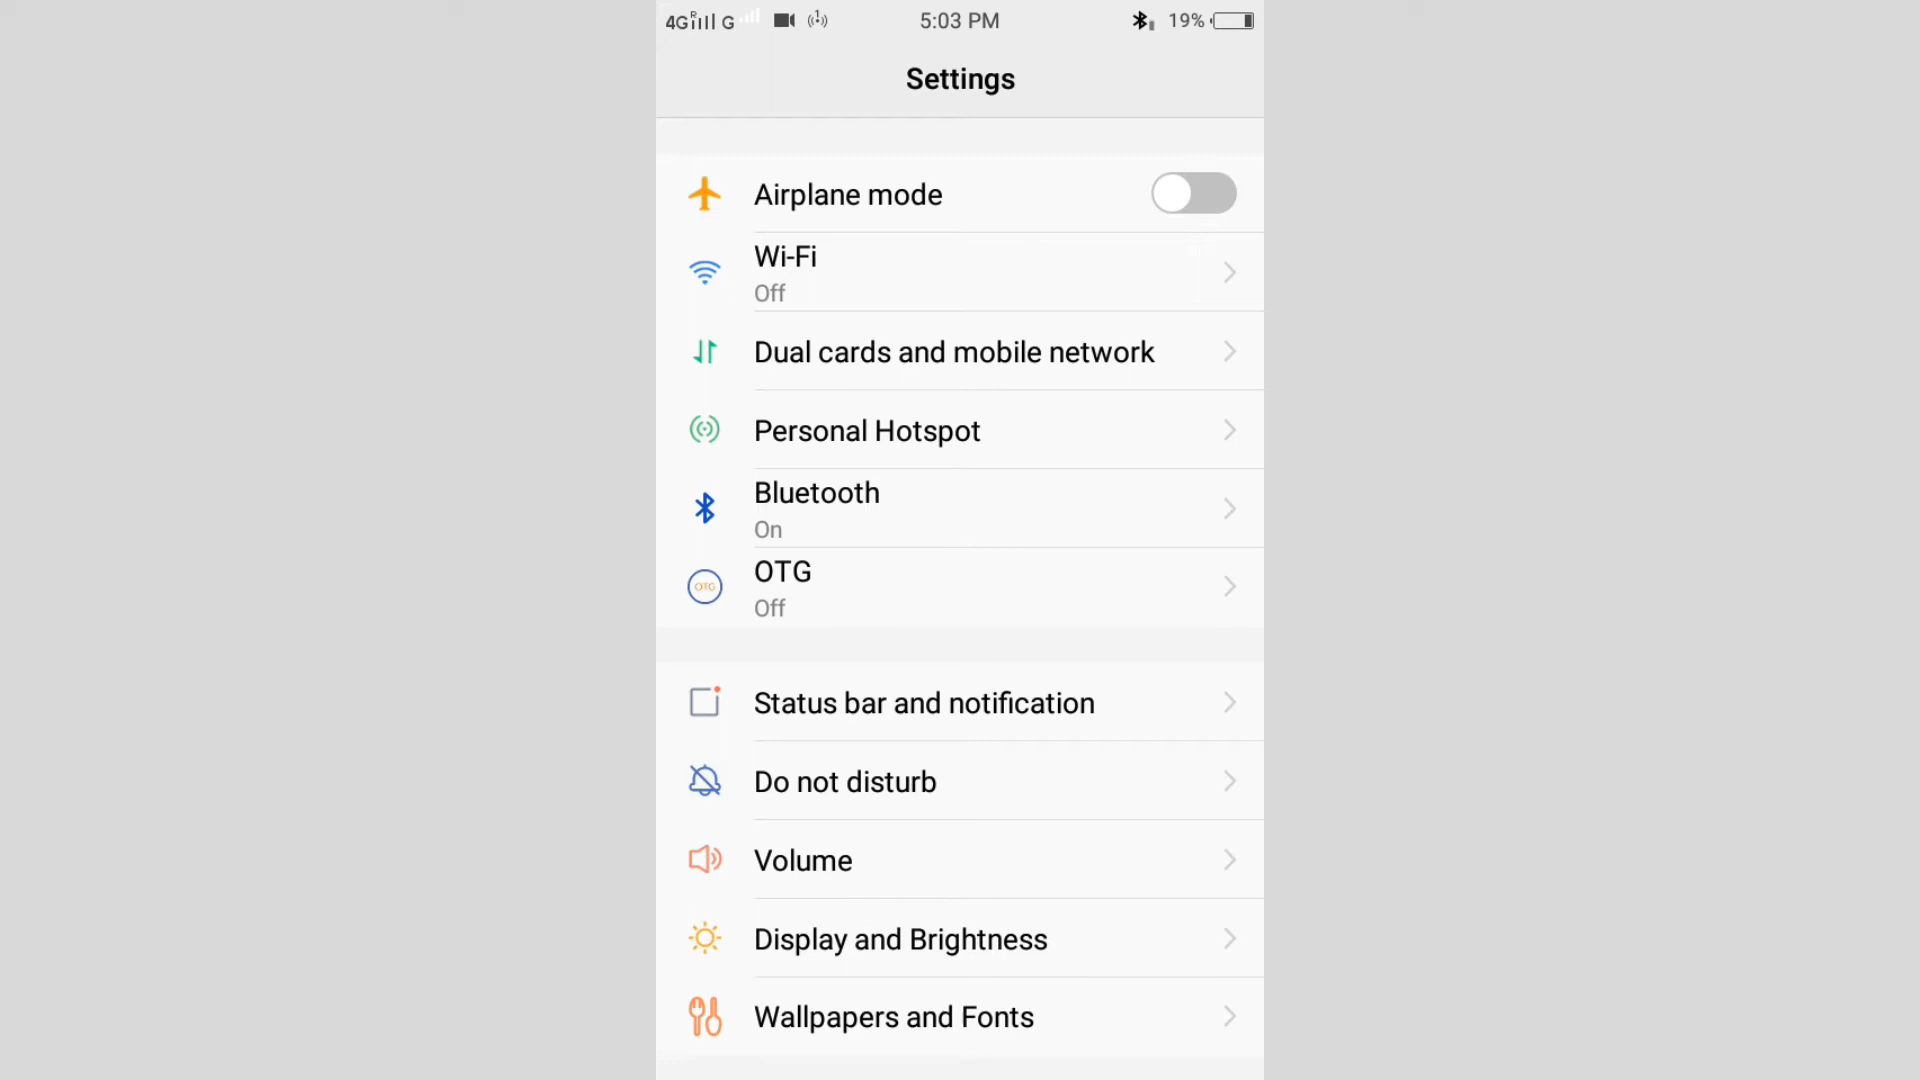 4G R G 5:03 PM 19%
Settings
Airplane mode
Wi-Fi
Off
Dual cards and mobile network
Personal Hotspot
Bluetooth
On
OTG
OTG
Off
Status bar and notification
Do not disturb
Volume
Display and Brightness
Wallpapers and Fonts